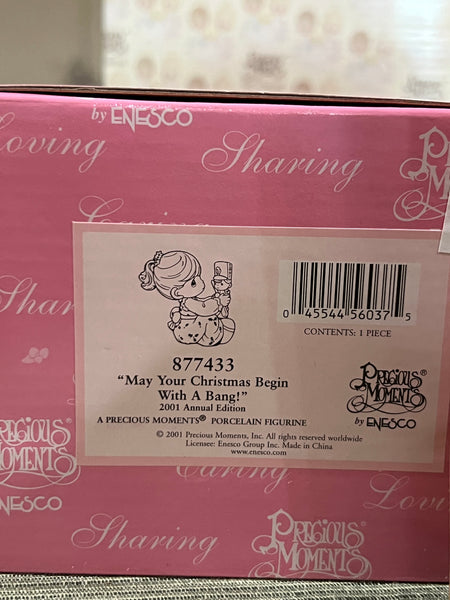 by ENESCO
Loving
Sharing
PRECIOUS
MOMENTS
Caring
Sharing
0 45544 56037 5
CONTENTS: 1 PIECE
877433
"May Your Christmas Begin
With A Bang!"
2001 Annual Edition
A PRECIOUS MOMENTS® PORCELAIN FIGURINE
© 2001 Precious Moments, Inc. All rights reserved worldwide
Licensee: Enesco Group Inc. Made in China
www.enesco.com
PRECIOUS®
MOMENTS
by ENESCO
PRECIOUS
MOMENTS
ENESCO
Caring
Loving
Sharing
PRECIOUS®
MOMENTS